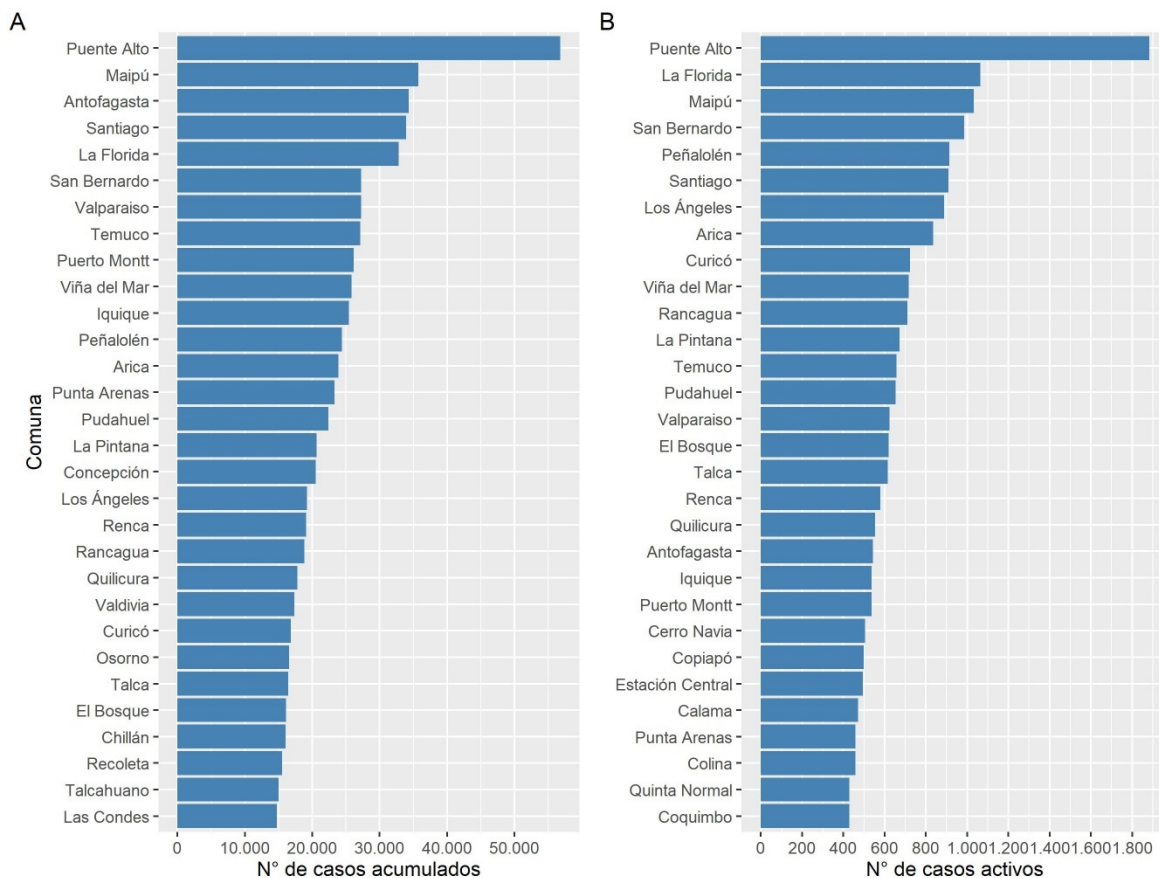 A
Comuna
Puente Alto
Maipú
Antofagasta
Santiago
La Florida
San Bernardo
Valparaiso
Temuco
Puerto Montt
Viña del Mar
Iquique
Peñalolén
Arica
Punta Arenas
Pudahuel
La Pintana
Concepción
Los Ángeles
Renca
Rancagua
Quilicura
Valdivia
Curicó
Osorno
Talca
El Bosque
Chillán
Recoleta
Talcahuano
Las Condes
0 10.000 20.000 30.000 40.000 50.000
N° de casos acumulados
B
Puente Alto
La Florida
Maipú
San Bernardo
Peñalolén
Santiago
Los Ángeles
Arica
Curicó
Viña del Mar
Rancagua
La Pintana
Temuco
Pudahuel
Valparaiso
El Bosque
Talca
Renca
Quilicura
Antofagasta
Iquique
Puerto Montt
Cerro Navia
Copiapó
Estación Central
Calama
Punta Arenas
Colina
Quinta Normal
Coquimbo
0 200 400 600 800 1.000 1.200 1.400 1.600 1.800
N° de casos activos